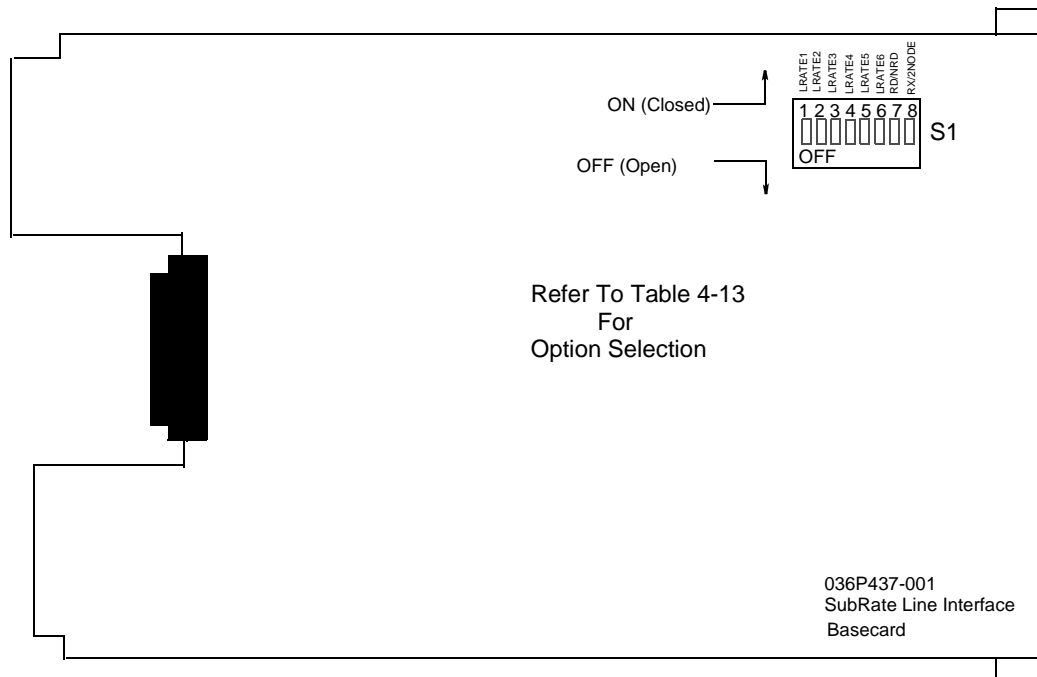 LRATE1
LRATE2
LRATE3
LRATE4
LRATE5
LRATE6
RD/NRD
RX/2NODE
ON (Closed)
1 2 3 4 5 6 7 8
S1
OFF
OFF (Open)
Refer To Table 4-13
For
Option Selection
036P437-001
SubRate Line Interface
Basecard